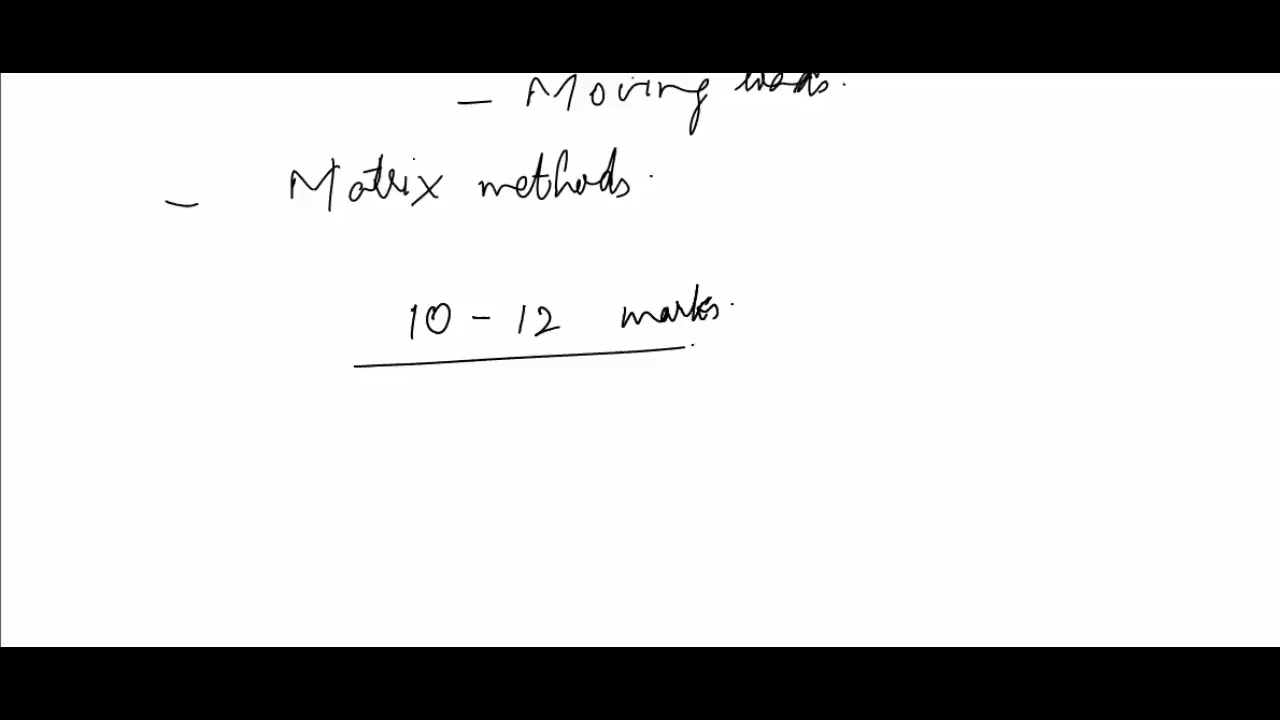 - Moving loads.
- Matrix methods.
10 - 12 marks.